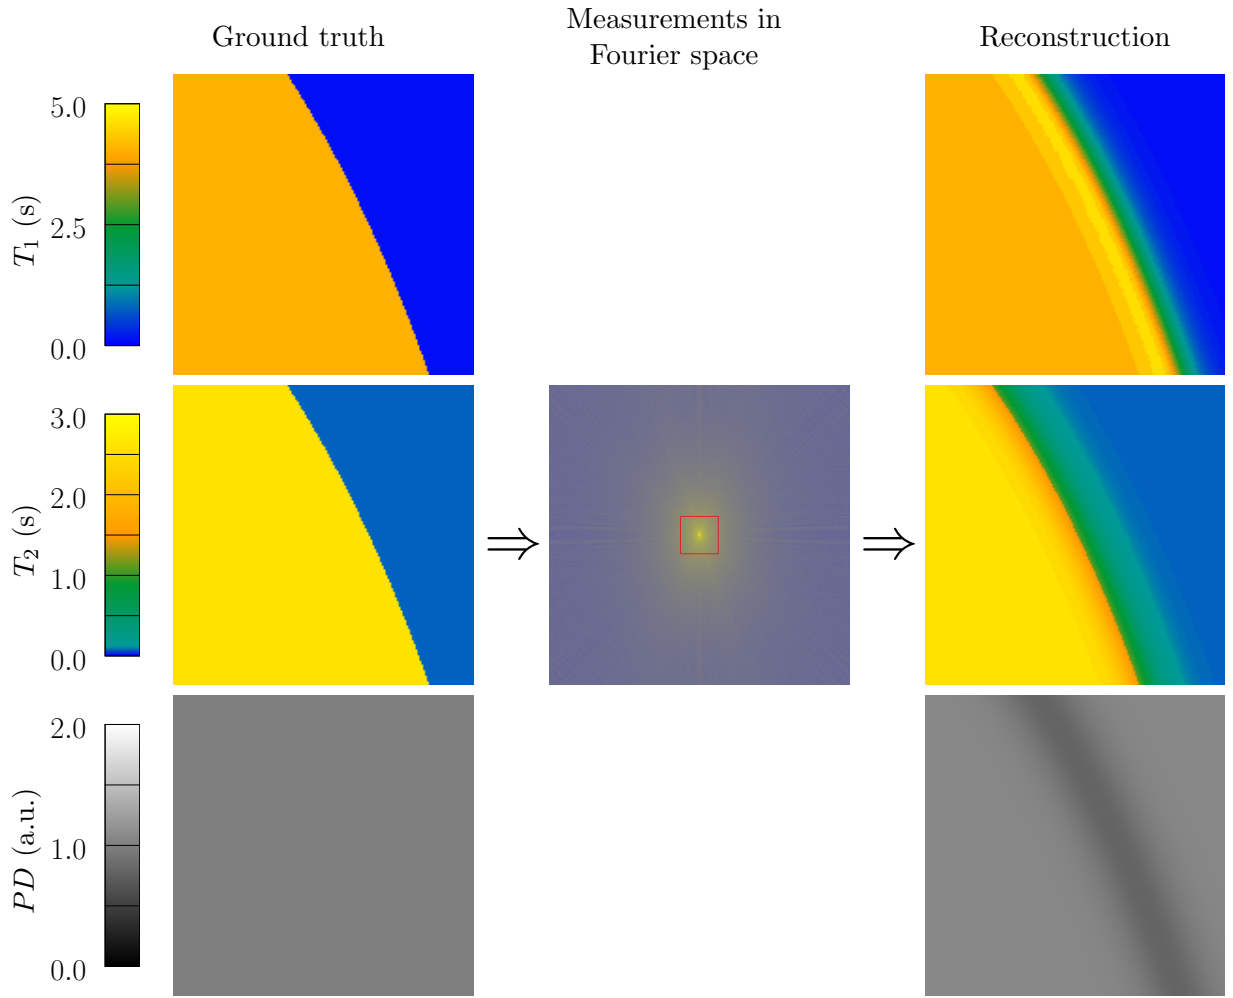 Ground truth
Measurements in
Fourier space
Reconstruction
T₁ (s)
5.0
2.5
0.0
T₂ (s)
3.0
2.0
1.0
0.0
⇒
⇒
PD (a.u.)
2.0
1.0
0.0